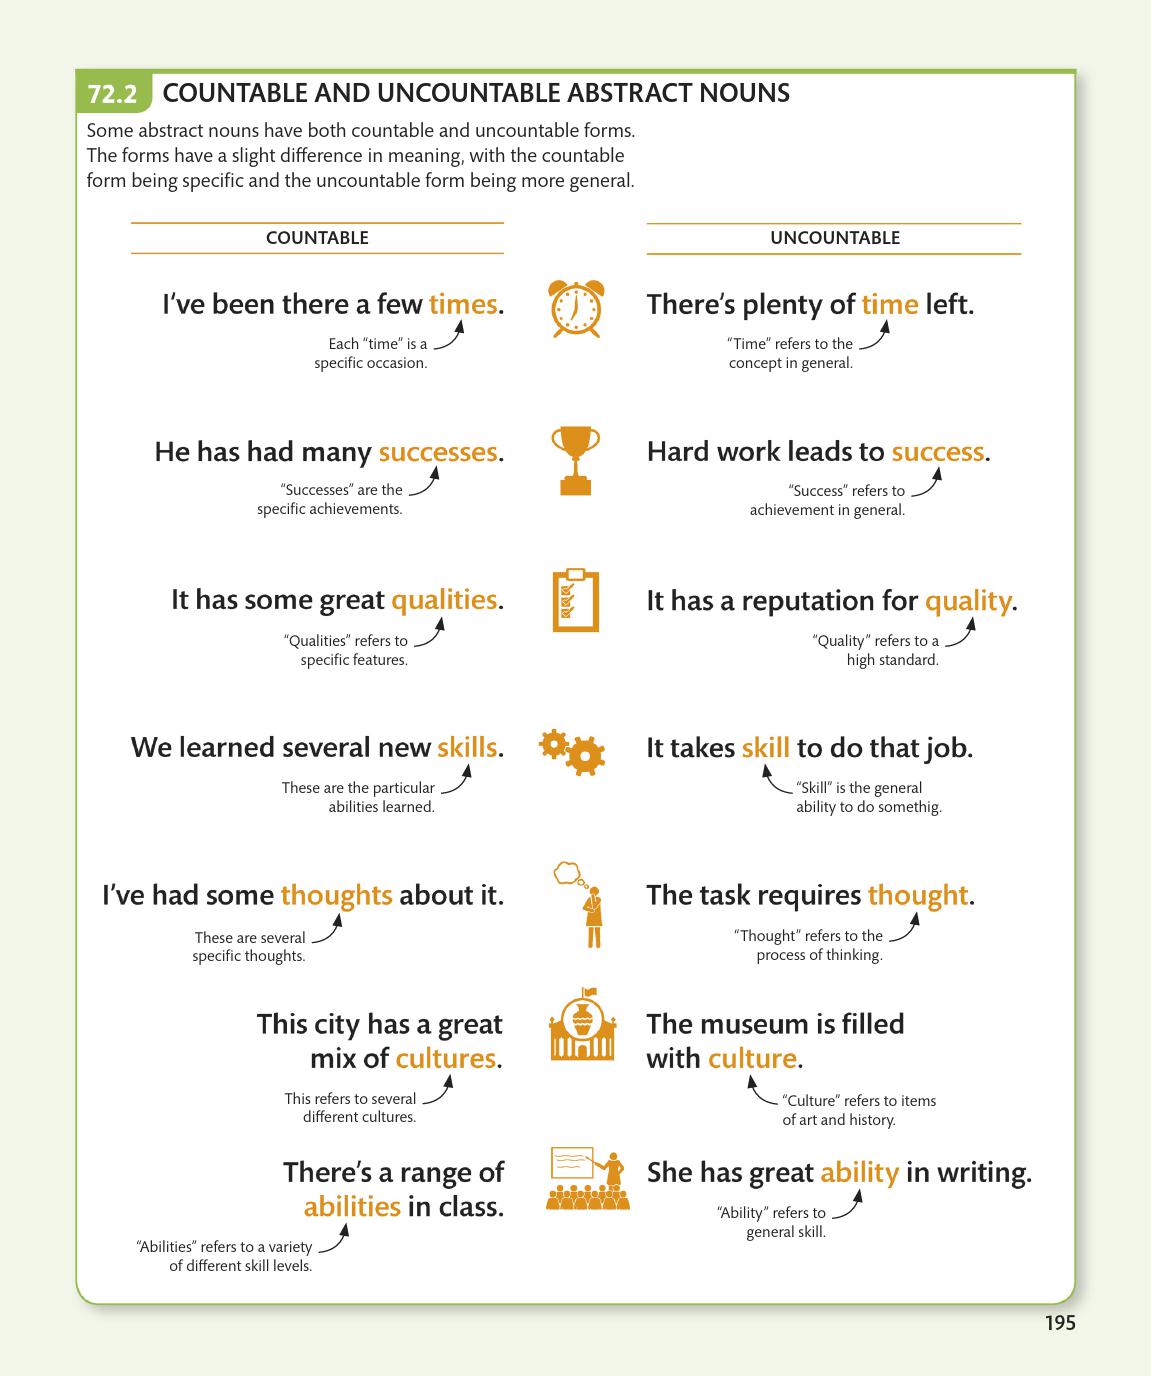 72.2 COUNTABLE AND UNCOUNTABLE ABSTRACT NOUNS
Some abstract nouns have both countable and uncountable forms.
The forms have a slight difference in meaning, with the countable
form being specific and the uncountable form being more general.
COUNTABLE
UNCOUNTABLE
I’ve been there a few times.
Each “time” is a
specific occasion.
There’s plenty of time left.
“Time” refers to the
concept in general.
He has had many successes.
“Successes” are the
specific achievements.
Hard work leads to success.
“Success” refers to
achievement in general.
It has some great qualities.
“Qualities” refers to
specific features.
It has a reputation for quality.
“Quality” refers to a
high standard.
We learned several new skills.
These are the particular
abilities learned.
It takes skill to do that job.
“Skill” is the general
ability to do somethig.
I’ve had some thoughts about it.
These are several
specific thoughts.
The task requires thought.
“Thought” refers to the
process of thinking.
This city has a great
mix of cultures.
This refers to several
different cultures.
The museum is filled
with culture.
“Culture” refers to items
of art and history.
There’s a range of
abilities in class.
“Abilities” refers to a variety
of different skill levels.
She has great ability in writing.
“Ability” refers to
general skill.
195